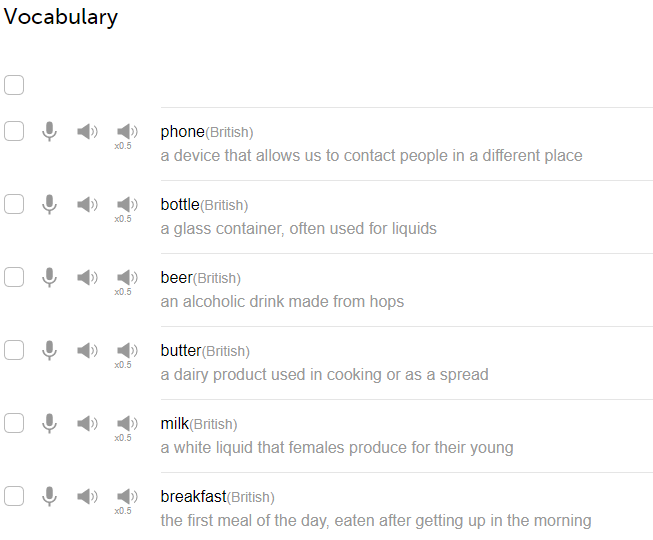 Vocabulary
phone(British)
x0.5
a device that allows us to contact people in a different place
bottle(British)
x0.5
a glass container, often used for liquids
beer(British)
x0.5
an alcoholic drink made from hops
butter(British)
x0.5
a dairy product used in cooking or as a spread
milk(British)
x0.5
a white liquid that females produce for their young
breakfast(British)
x0.5
the first meal of the day, eaten after getting up in the morning